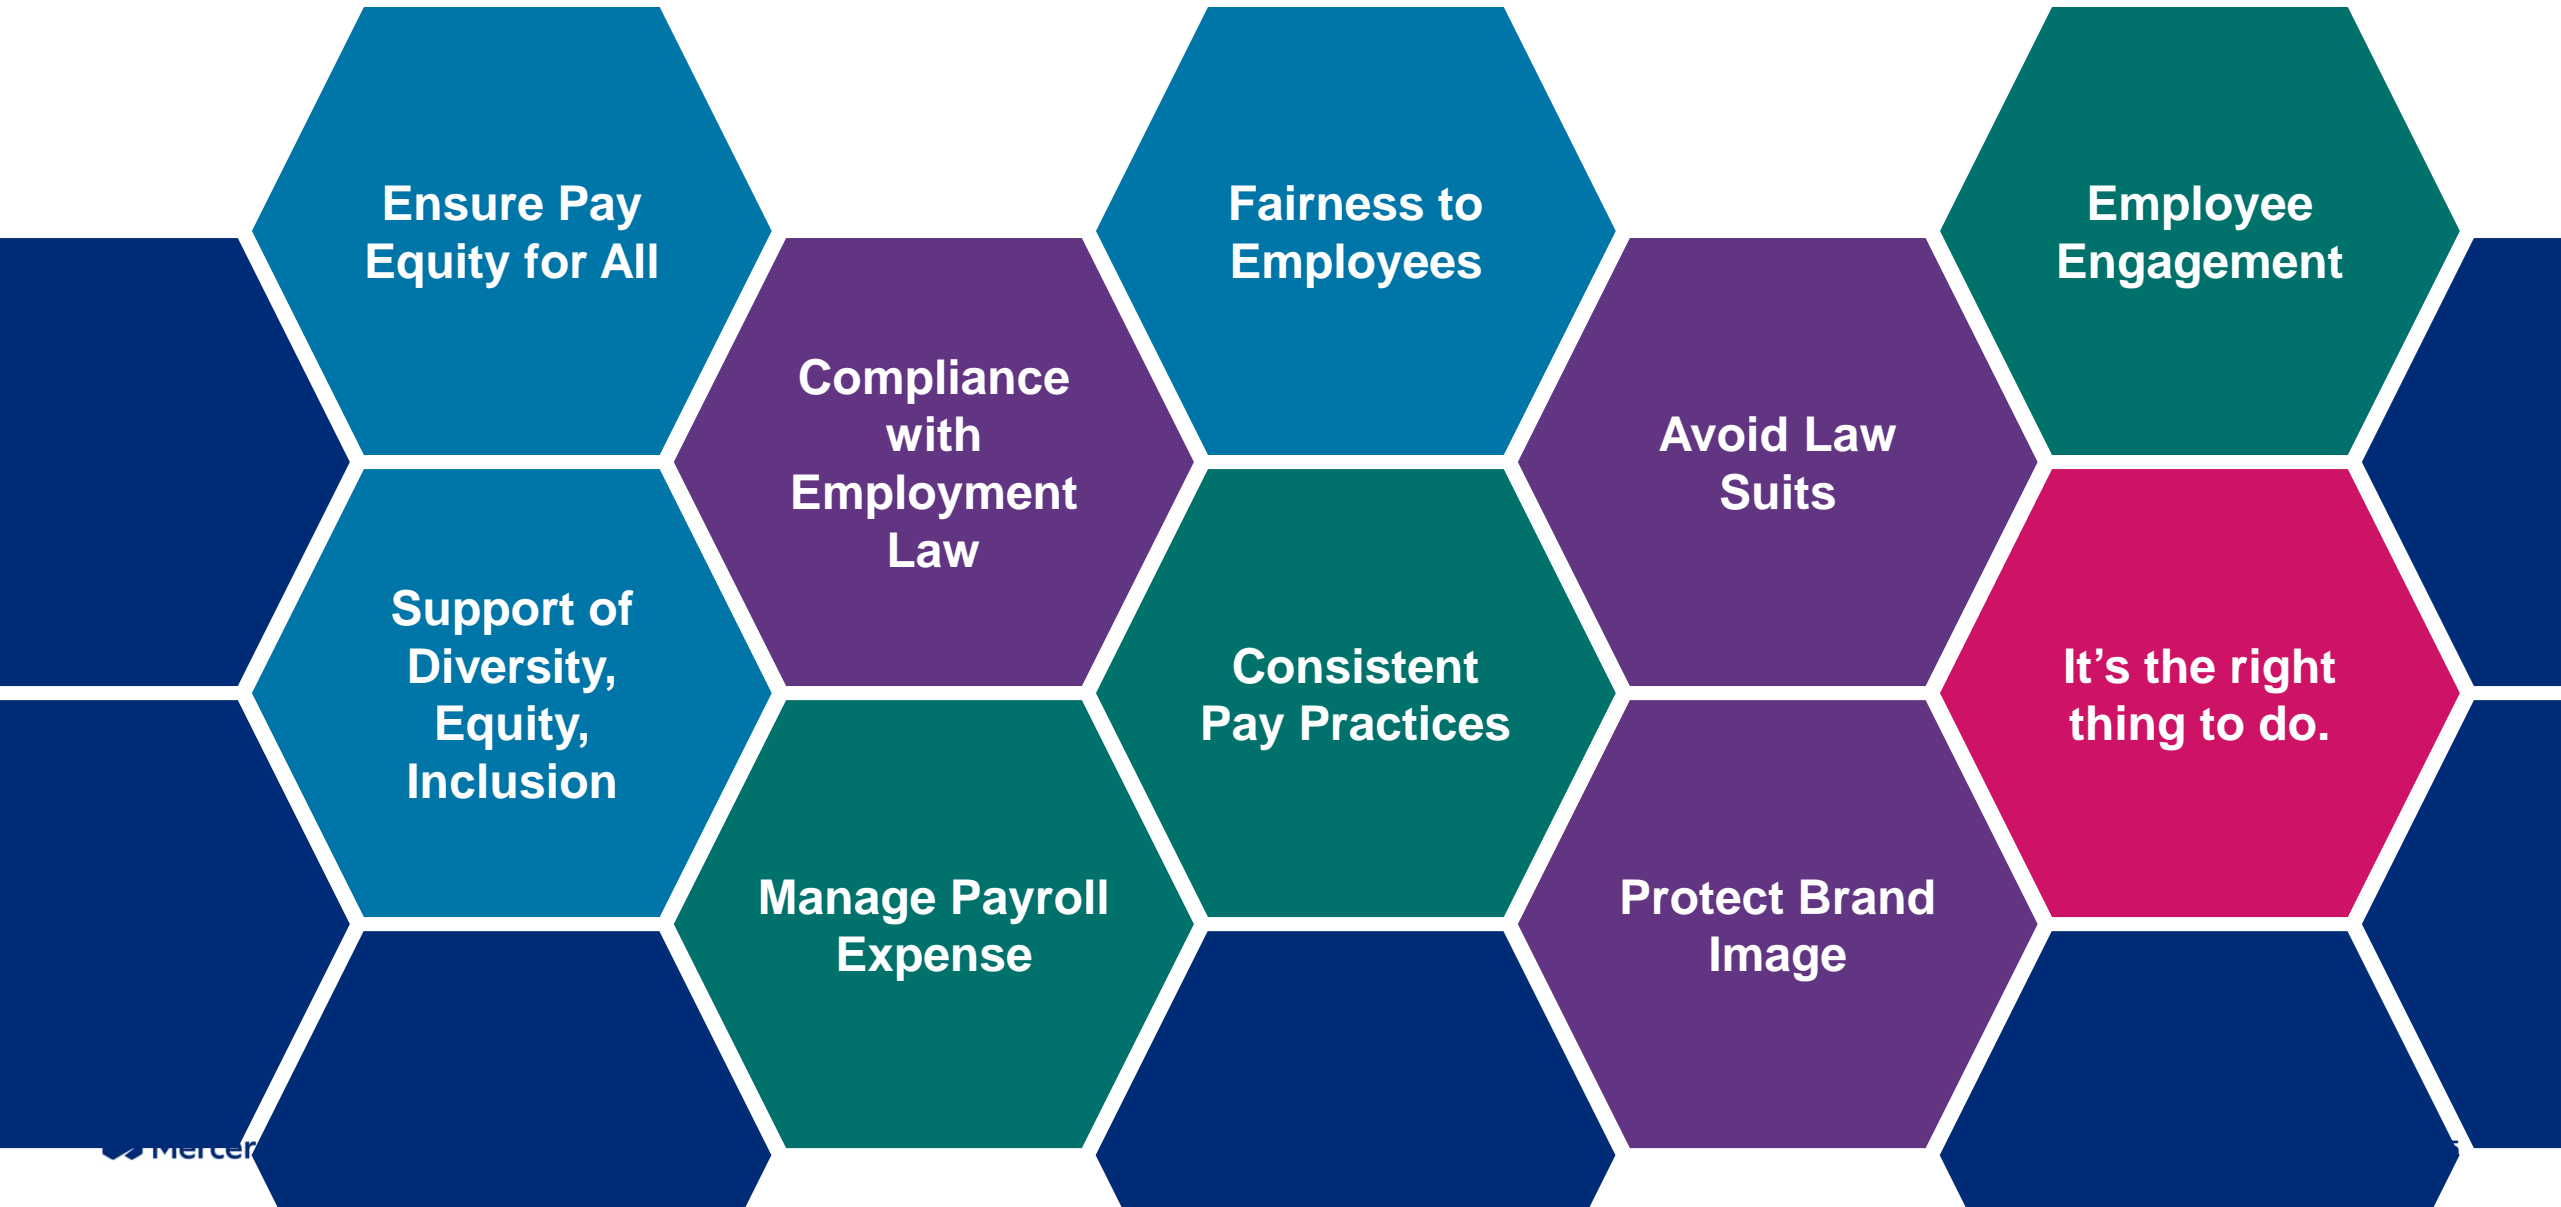 Ensure Pay
Equity for All
Fairness to
Employees
Employee
Engagement
Compliance
with
Employment
Law
Avoid Law
Suits
Support of
Diversity,
Equity,
Inclusion
Consistent
Pay Practices
It’s the right
thing to do.
Manage Payroll
Expense
Protect Brand
Image
Mercer